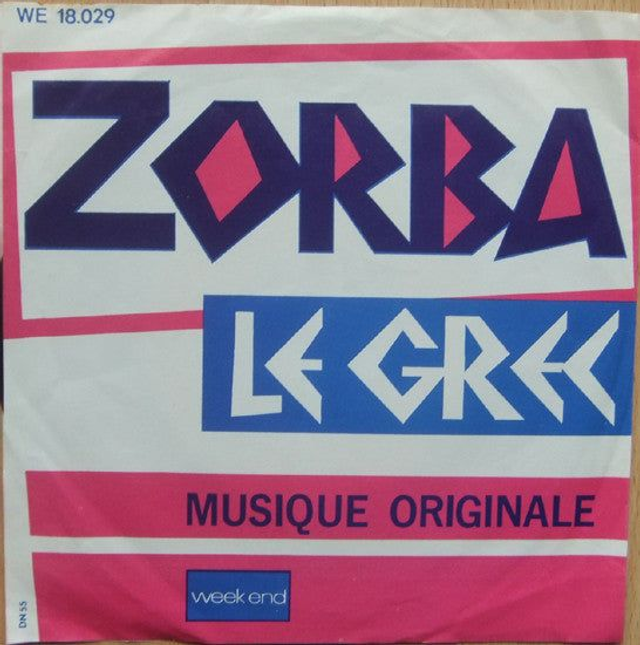 WE 18.029
ZORBA
LE GREC
MUSIQUE ORIGINALE
week end
DN 55